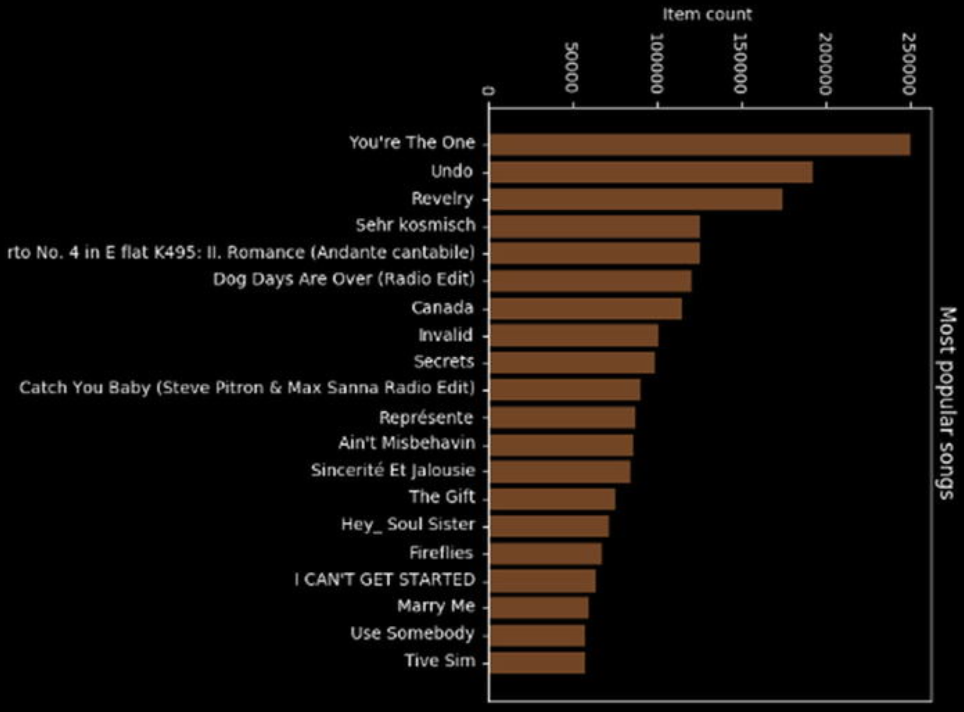 Item count
0
50000
100000
150000
200000
250000
You're The One
Undo
Revelry
Sehr kosmisch
rto No. 4 in E flat K495: II. Romance (Andante cantabile)
Dog Days Are Over (Radio Edit)
Canada
Invalid
Secrets
Catch You Baby (Steve Pitron & Max Sanna Radio Edit)
Représente
Ain't Misbehavin
Sincerité Et Jalousie
The Gift
Hey_ Soul Sister
Fireflies
I CAN'T GET STARTED
Marry Me
Use Somebody
Tive Sim
Most popular songs